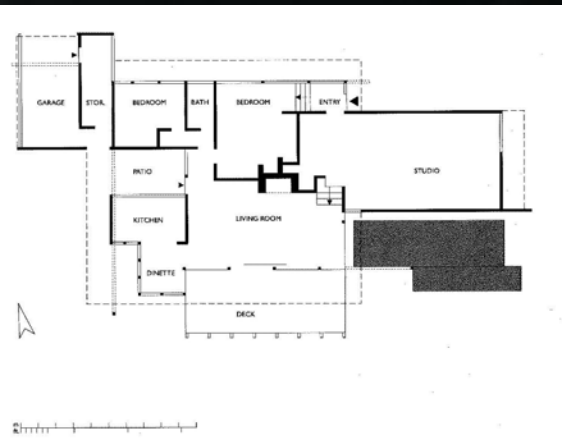 GARAGE
STOR.
BEDROOM
BATH
BEDROOM
ENTRY
PATIO
STUDIO
KITCHEN
LIVING ROOM
DINETTE
DECK